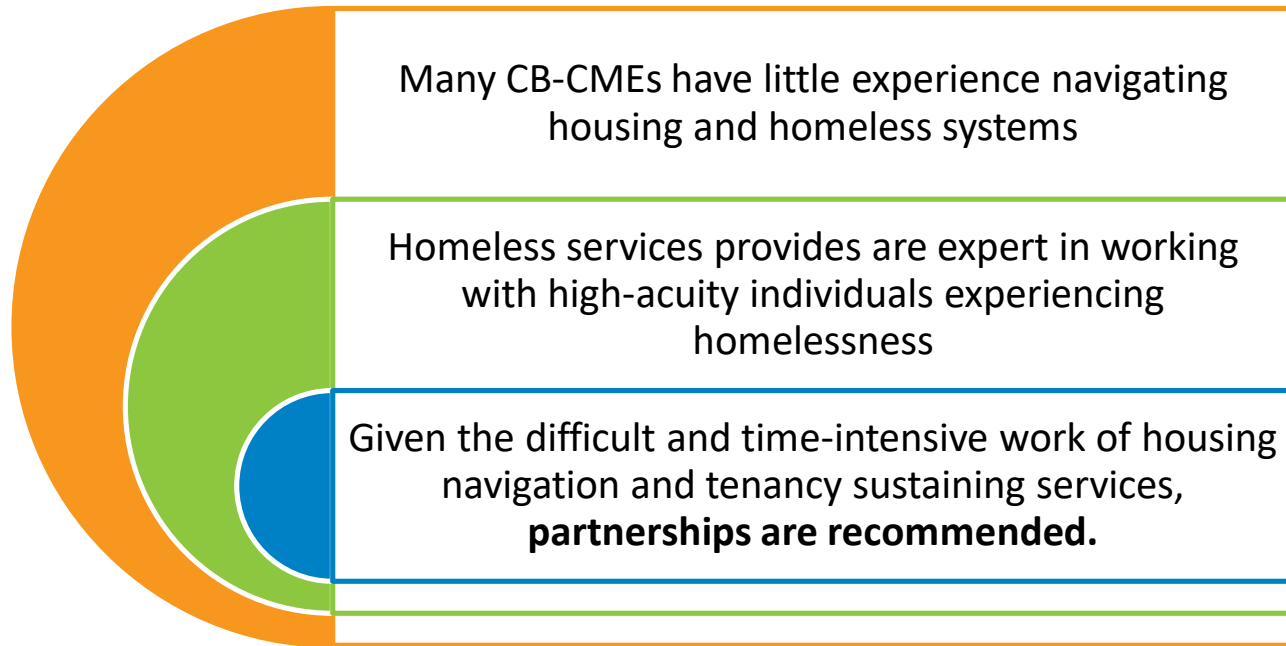 Many CB-CMEs have little experience navigating
housing and homeless systems
Homeless services provides are expert in working
with high-acuity individuals experiencing
homelessness
Given the difficult and time-intensive work of housing
navigation and tenancy sustaining services,
partnerships are recommended.